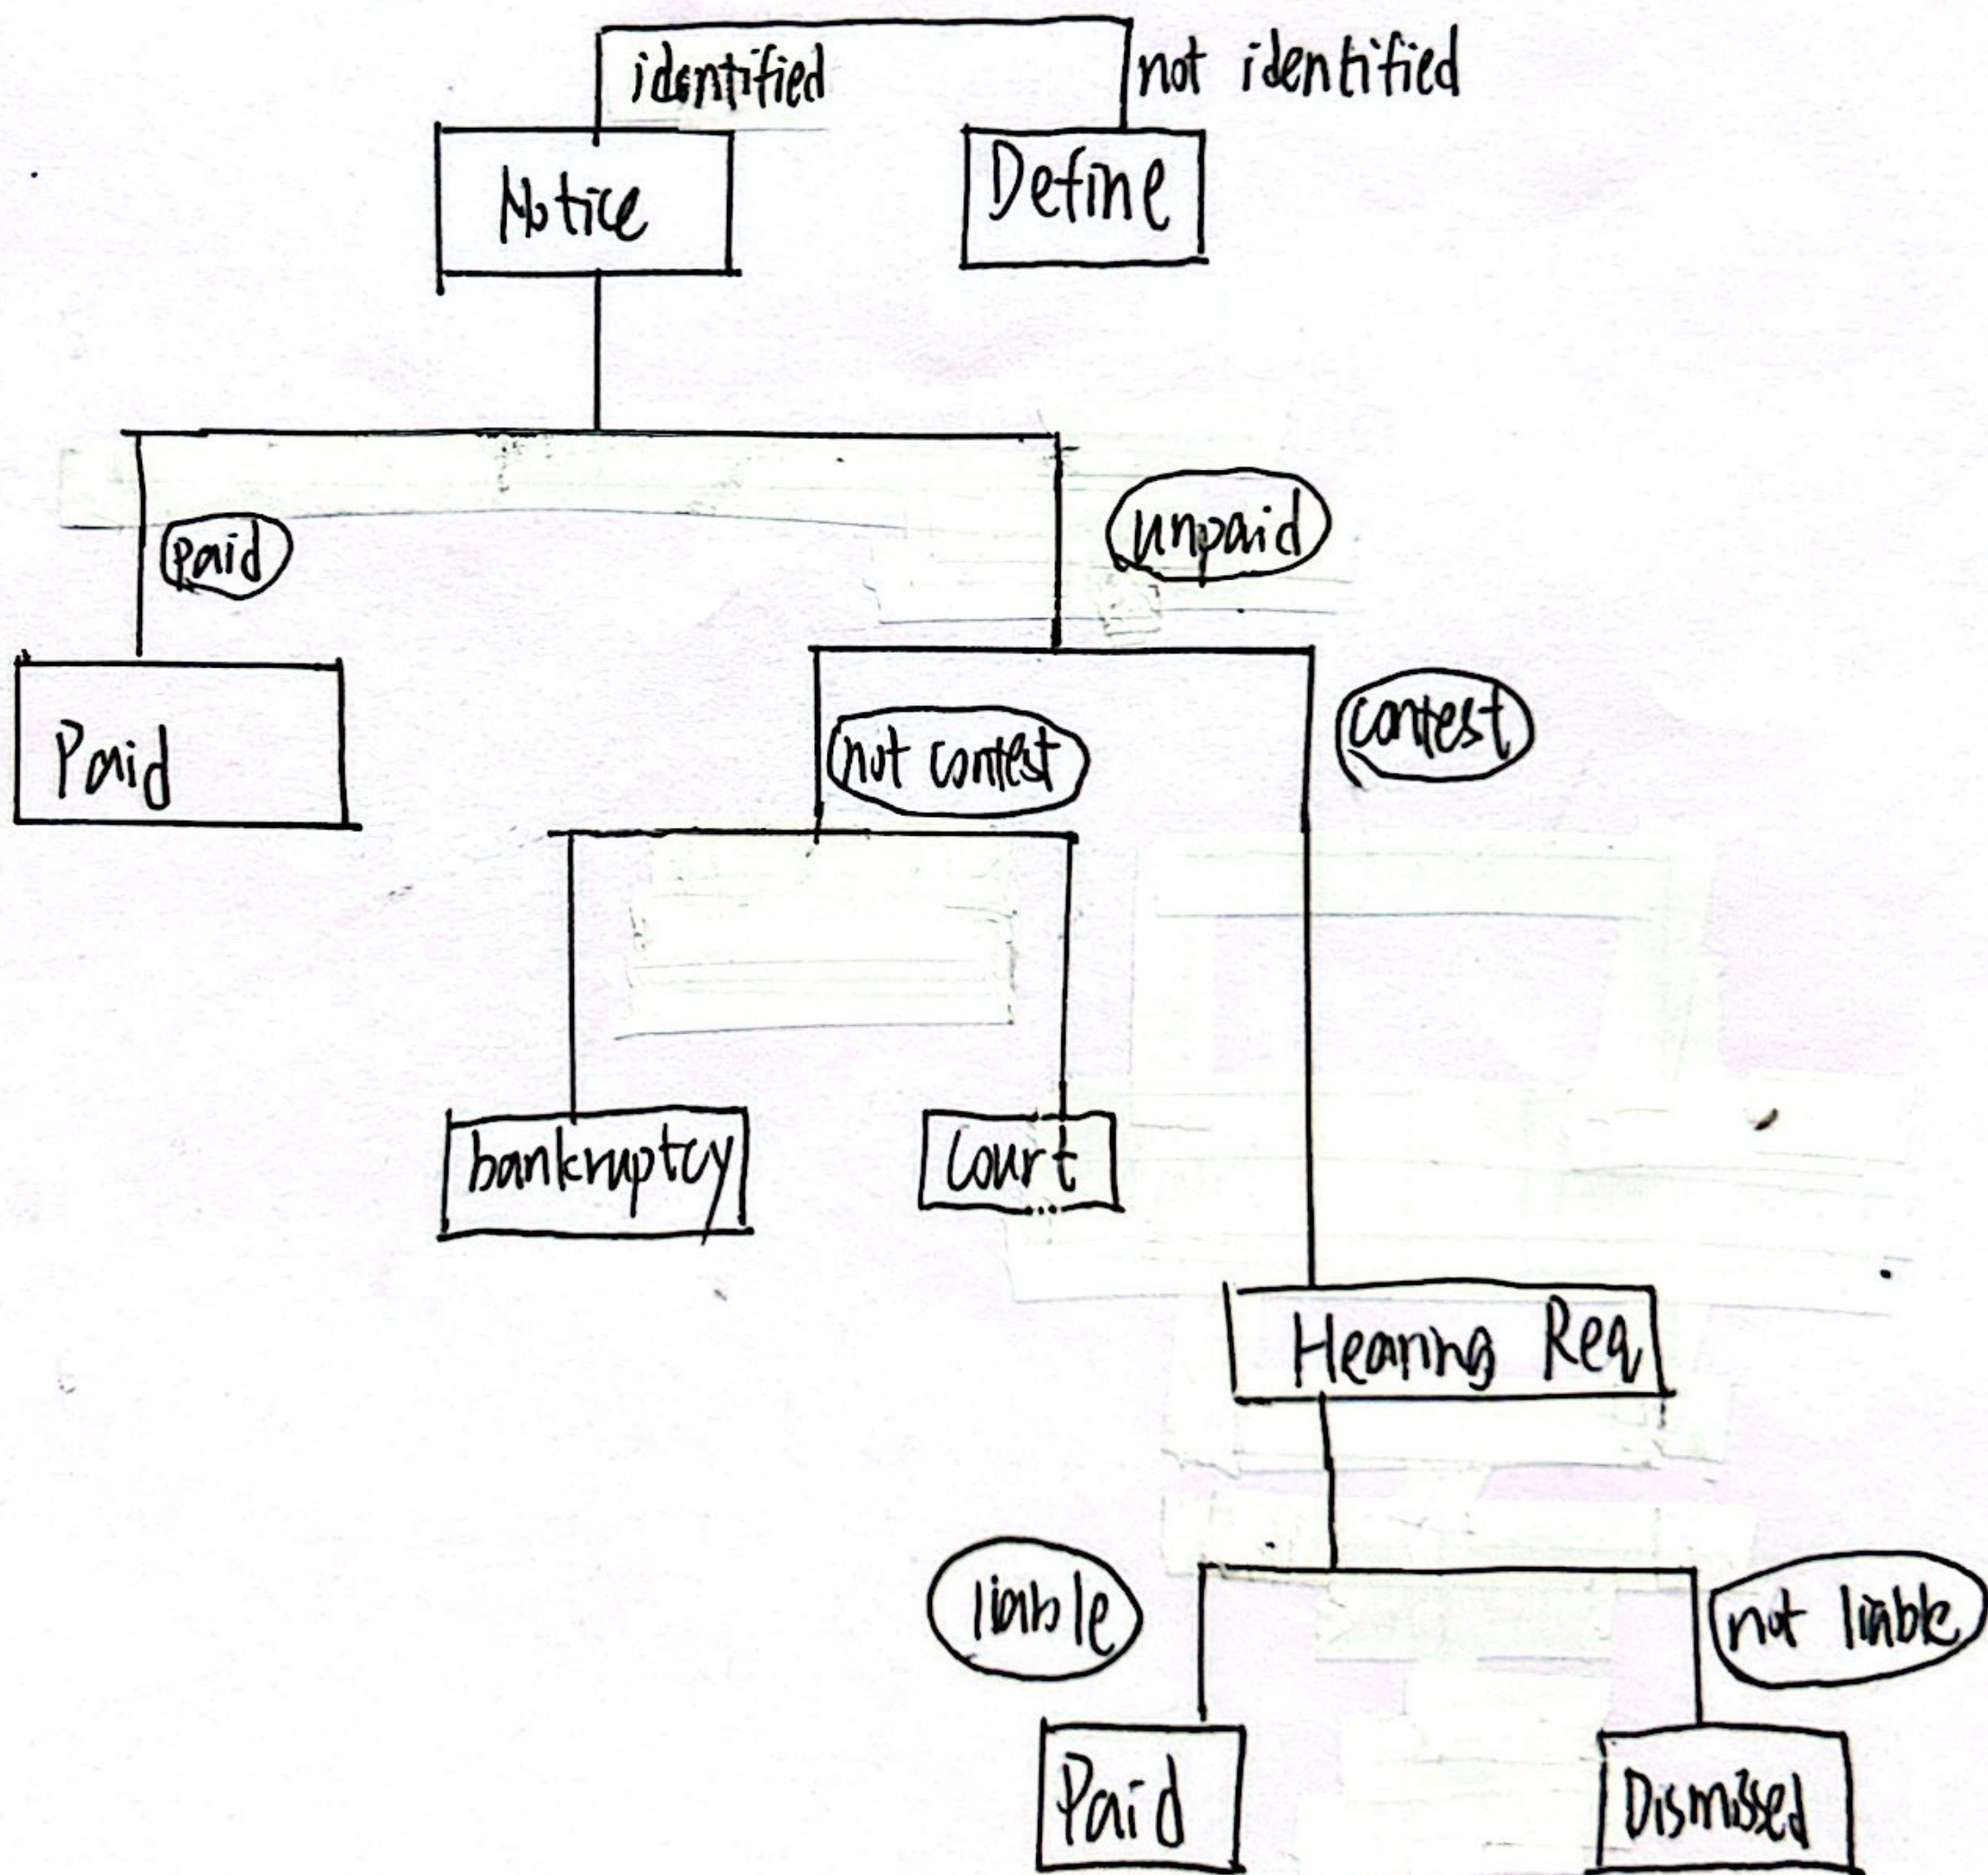 identified
not identified
Notice
Define
paid
unpaid
Paid
not contest
contest
bankruptcy
Court
Hearing Req
liable
not liable
Paid
Dismissed